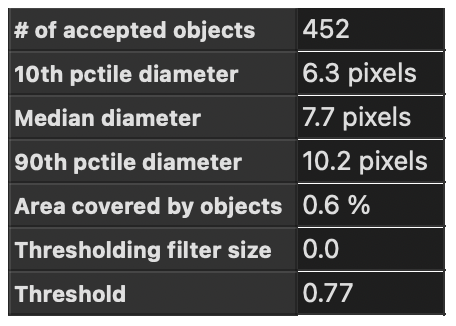 # of accepted objects 452
10th pctile diameter 6.3 pixels
Median diameter 7.7 pixels
90th pctile diameter 10.2 pixels
Area covered by objects 0.6 %
Thresholding filter size 0.0
Threshold 0.77